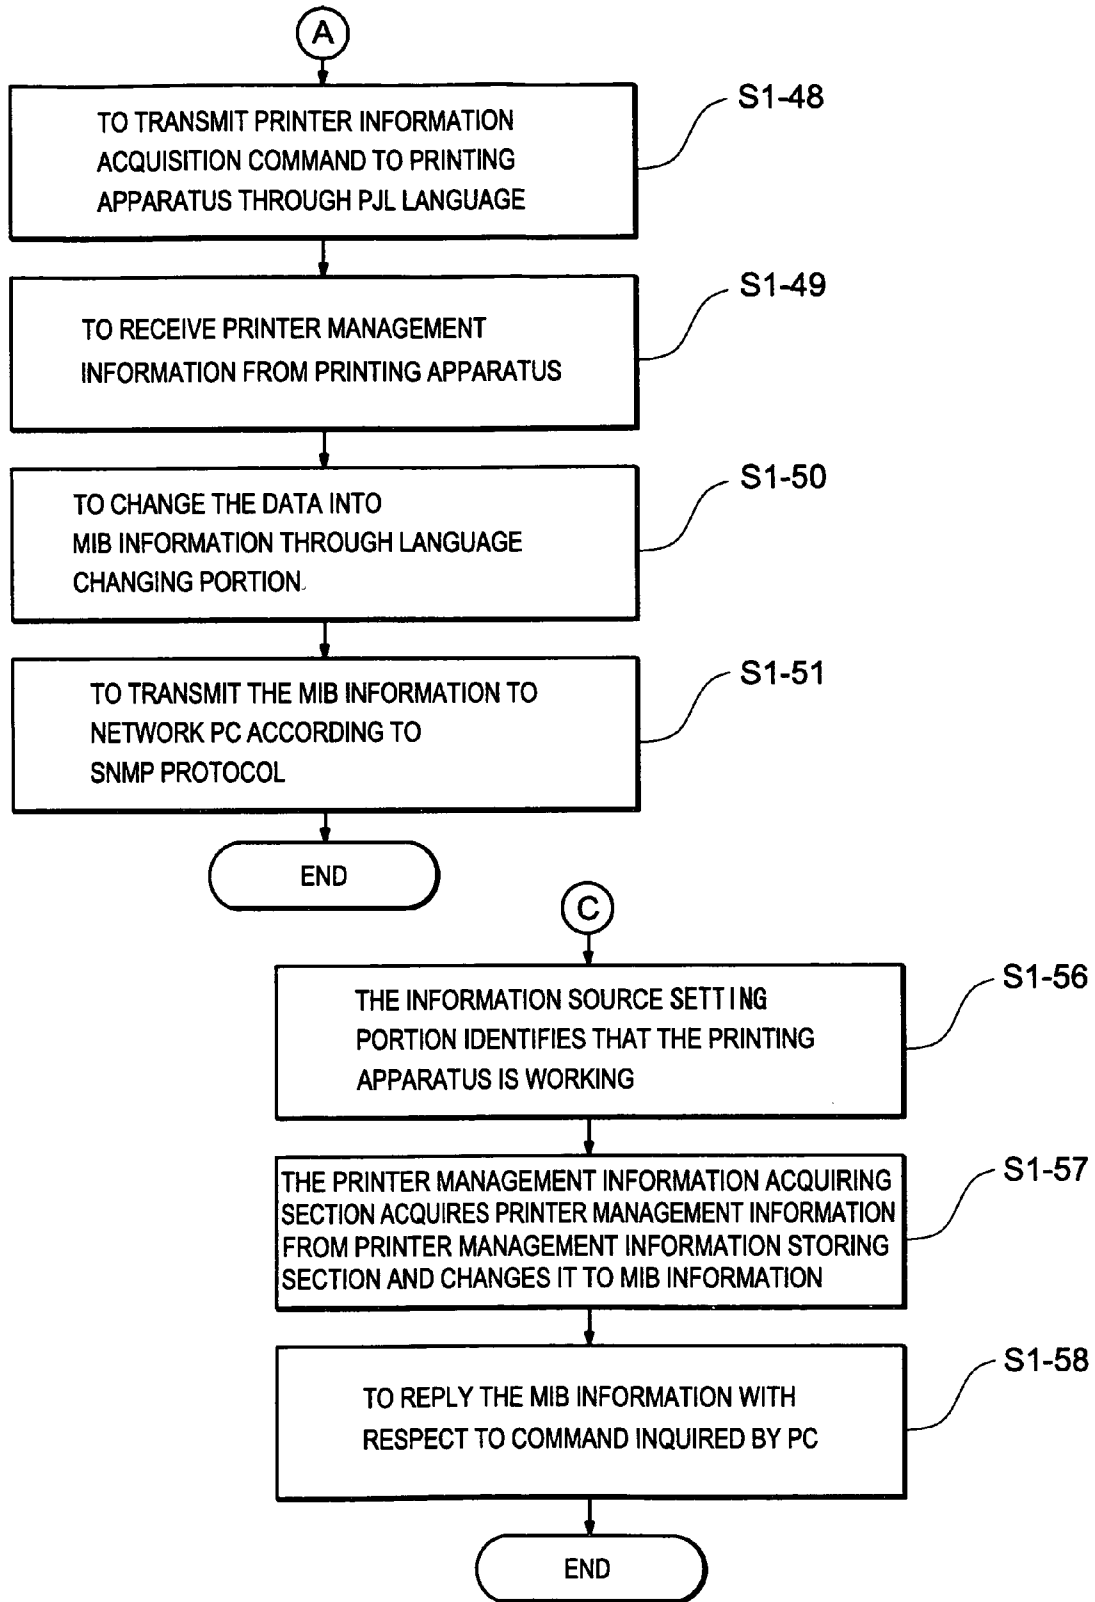 A
TO TRANSMIT PRINTER INFORMATION
ACQUISITION COMMAND TO PRINTING
APPARATUS THROUGH PJL LANGUAGE
S1-48
TO RECEIVE PRINTER MANAGEMENT
INFORMATION FROM PRINTING APPARATUS
S1-49
TO CHANGE THE DATA INTO
MIB INFORMATION THROUGH LANGUAGE
CHANGING PORTION.
S1-50
TO TRANSMIT THE MIB INFORMATION TO
NETWORK PC ACCORDING TO
SNMP PROTOCOL
S1-51
END
C
THE INFORMATION SOURCE SETTING
PORTION IDENTIFIES THAT THE PRINTING
APPARATUS IS WORKING
S1-56
THE PRINTER MANAGEMENT INFORMATION ACQUIRING
SECTION ACQUIRES PRINTER MANAGEMENT INFORMATION
FROM PRINTER MANAGEMENT INFORMATION STORING
SECTION AND CHANGES IT TO MIB INFORMATION
S1-57
TO REPLY THE MIB INFORMATION WITH
RESPECT TO COMMAND INQUIRED BY PC
S1-58
END